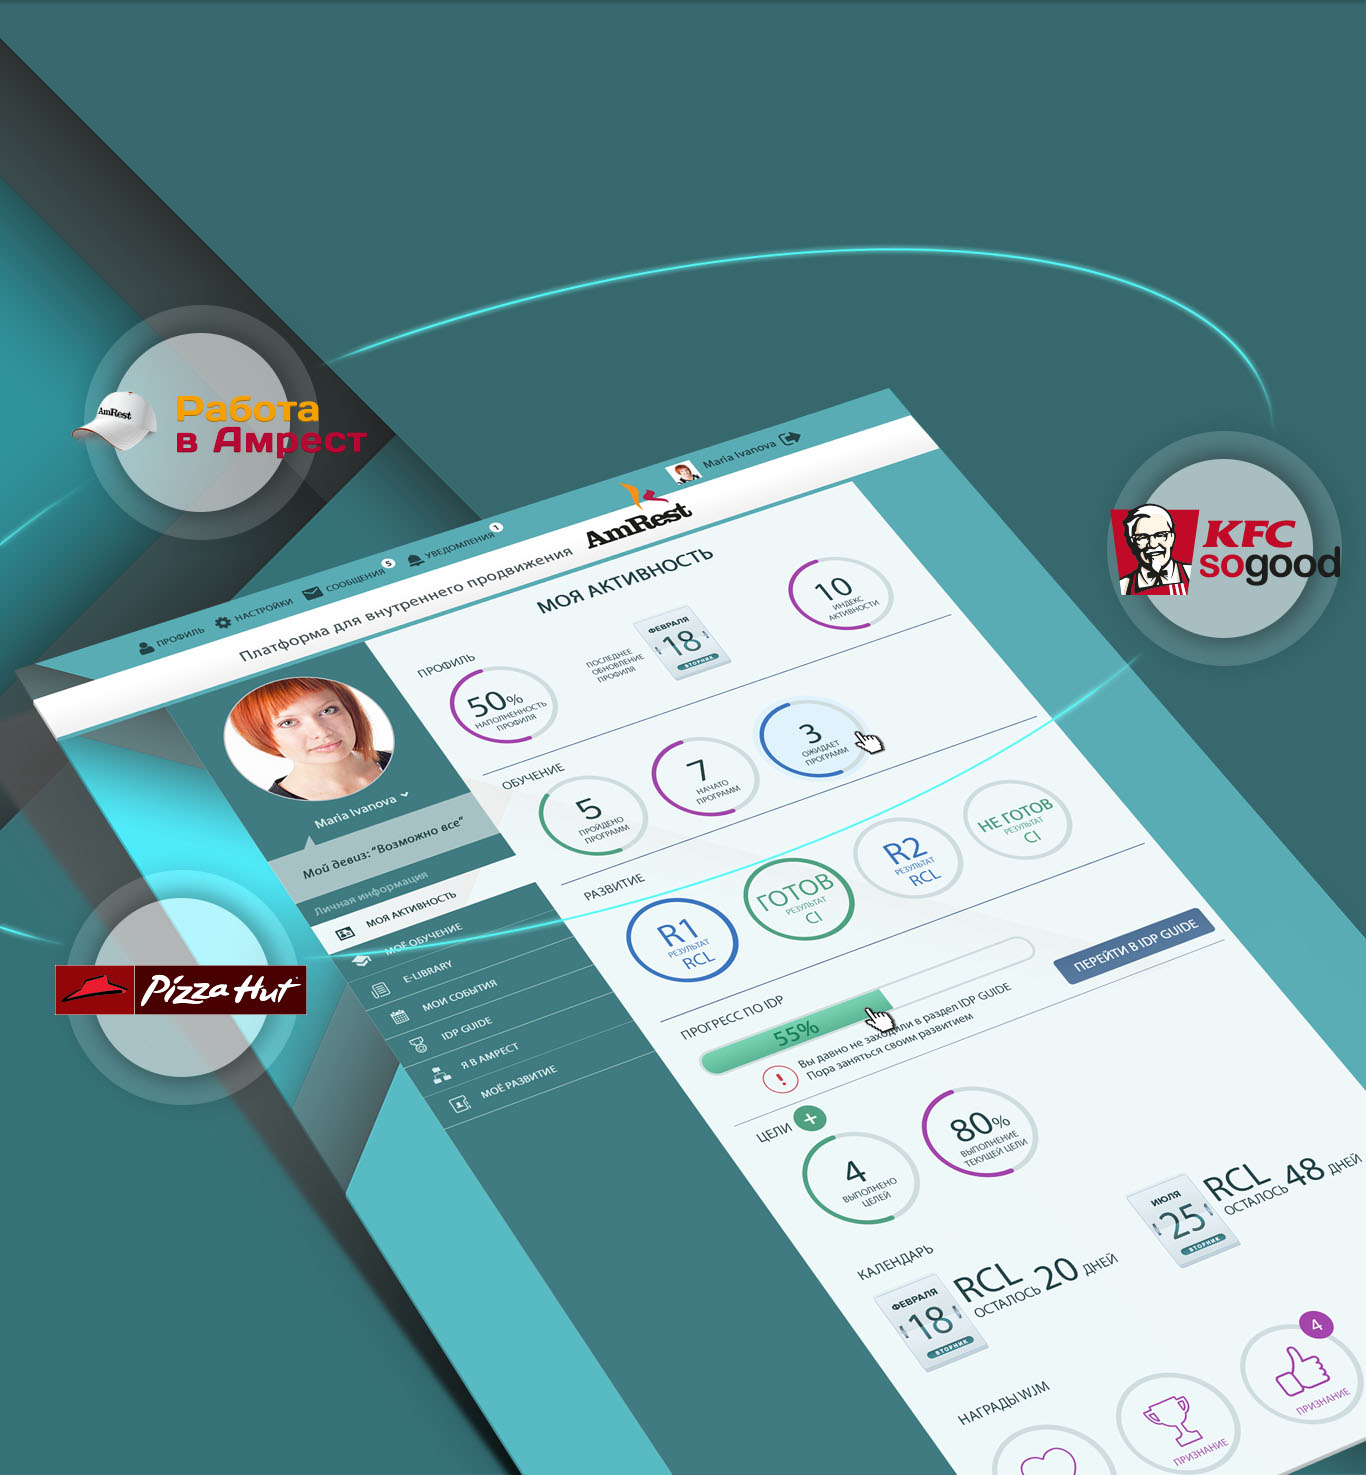 AmRest
Работа
в Амрест
KFC
sogood
Pizza Hut
ПРОФИЛЬ
НАСТРОЙКИ
СООБЩЕНИЯ
5
УВЕДОМЛЕНИЯ
1
Maria Ivanova
Платформа для внутреннего продвижения
AmRest
Maria Ivanova
Мой девиз: “Возможно все”
Личная информация
МОЯ АКТИВНОСТЬ
МОЁ ОБУЧЕНИЕ
E-LIBRARY
МОИ СОБЫТИЯ
IDP GUIDE
Я В АМРЕСТ
МОЁ РАЗВИТИЕ
МОЯ АКТИВНОСТЬ
ПРОФИЛЬ
50%
НАПОЛНЕННОСТЬ
ПРОФИЛЯ
ПОСЛЕДНЕЕ
ОБНОВЛЕНИЕ
ПРОФИЛЯ
ФЕВРАЛЯ
18
ВТОРНИК
10
ИНДЕКС
АКТИВНОСТИ
ОБУЧЕНИЕ
5
ПРОЙДЕНО
ПРОГРАММ
7
НАЧАТО
ПРОГРАММ
3
ОЖИДАЕТ
ПРОГРАММ
РАЗВИТИЕ
R1
РЕЗУЛЬТАТ
RCL
ГОТОВ
РЕЗУЛЬТАТ
CI
R2
РЕЗУЛЬТАТ
RCL
НЕ ГОТОВ
РЕЗУЛЬТАТ
CI
ПРОГРЕСС ПО IDP
55%
ПЕРЕЙТИ В IDP GUIDE
Вы давно не заходили в раздел IDP GUIDE
Пора заняться своим развитием
ЦЕЛИ
4
ВЫПОЛНЕНО
ЦЕЛЕЙ
80%
ВЫПОЛНЕНИЕ
ТЕКУЩЕЙ ЦЕЛИ
КАЛЕНДАРЬ
ФЕВРАЛЯ
18
ВТОРНИК
RCL
ОСТАЛОСЬ 20 ДНЕЙ
ИЮЛЯ
25
ВТОРНИК
RCL
ОСТАЛОСЬ 48 ДНЕЙ
НАГРАДЫ WJM
ПРИЗНАНИЕ
4
ПРИЗНАНИЕ